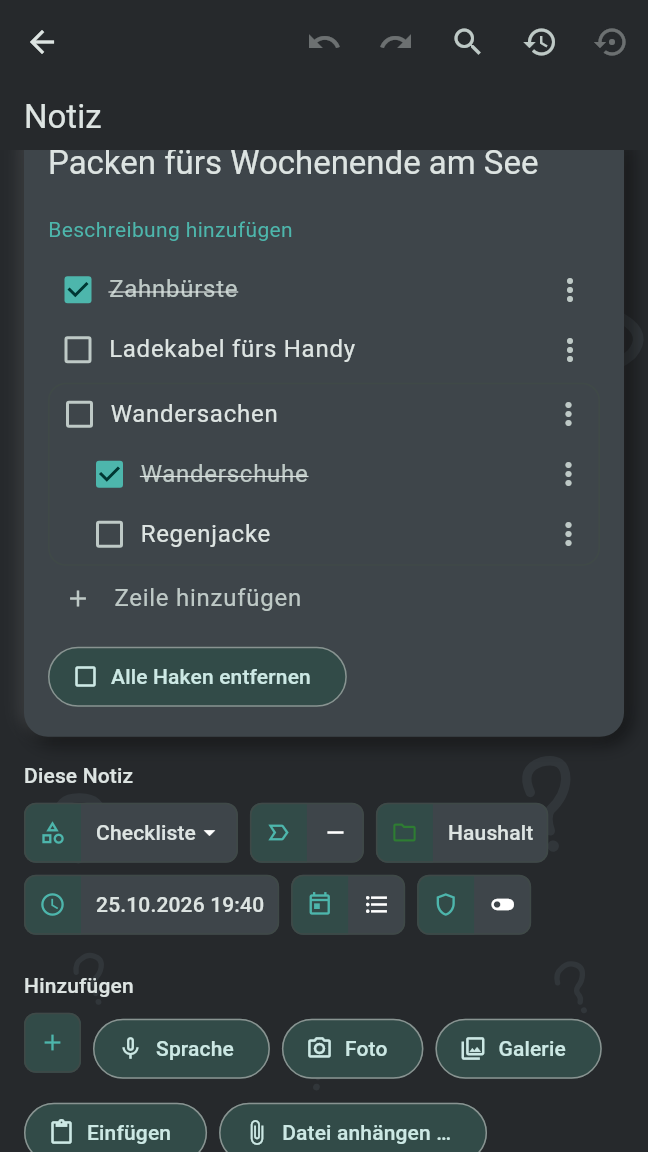 Notiz
Packen fürs Wochenende am See
Beschreibung hinzufügen
Zahnbürste
Ladekabel fürs Handy
Wandersachen
Wanderschuhe
Regenjacke
Zeile hinzufügen
Alle Haken entfernen
Diese Notiz
Checkliste
Haushalt
25.10.2026 19:40
Hinzufügen
Sprache Foto Galerie
Einfügen Datei anhängen ...